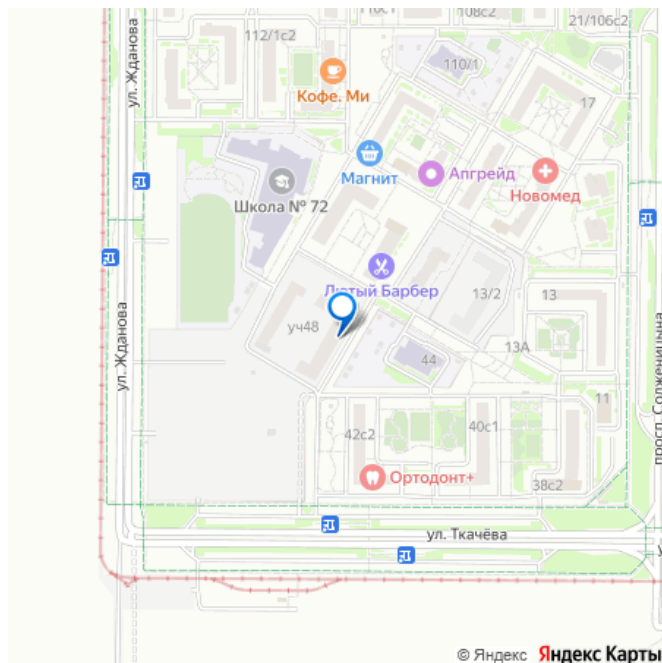 108с2
21/106с2
112/1с2
110/1
17
ул. Жданова
Кофе. Ми
Магнит
Апгрейд
Новомед
Школа № 72
Лютый Барбер
13/2
13
уч48
44
13А
ул. Жданова
просп. Солженицына
11
42с2
40с1
Ортодонт+
38с2
ул. Ткачёва
© Яндекс Яндекс Карты